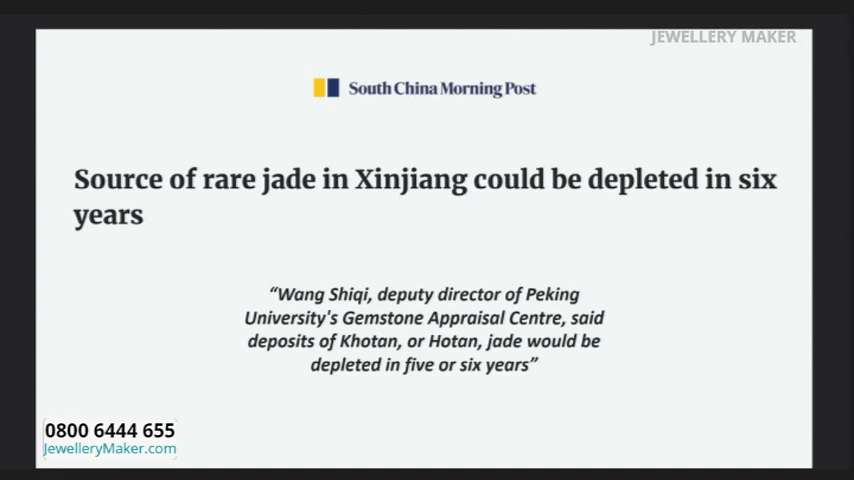 JEWELLERY MAKER
South China Morning Post
Source of rare jade in Xinjiang could be depleted in six
years
“Wang Shiqi, deputy director of Peking
University's Gemstone Appraisal Centre, said
deposits of Khotan, or Hotan, jade would be
depleted in five or six years”
0800 6444 655
JewelleryMaker.com